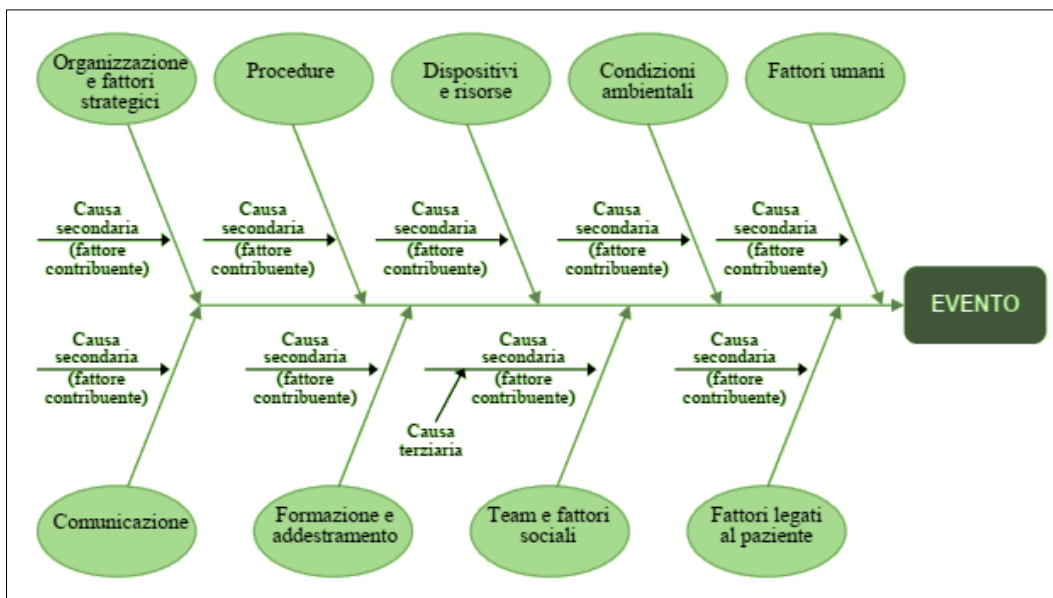 Organizzazione
e fattori
strategici
Procedure
Dispositivi
e risorse
Condizioni
ambientali
Fattori umani
Causa
secondaria
(fattore
contribuente)
Causa
secondaria
(fattore
contribuente)
Causa
secondaria
(fattore
contribuente)
Causa
secondaria
(fattore
contribuente)
Causa
secondaria
(fattore
contribuente)
EVENTO
Causa
secondaria
(fattore
contribuente)
Causa
secondaria
(fattore
contribuente)
Causa
secondaria
(fattore
contribuente)
Causa
terziaria
Causa
secondaria
(fattore
contribuente)
Comunicazione
Formazione e
addestramento
Team e fattori
sociali
Fattori legati
al paziente